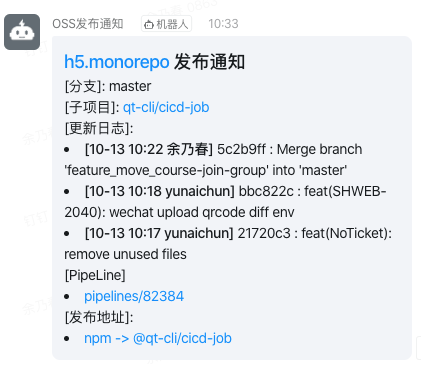 OSS发布通知 机器人 10:33
h5.monorepo 发布通知
[分支]: master
[子项目]: qt-cli/cicd-job
[更新日志]:
• [10-13 10:22 余乃春] 5c2b9ff : Merge branch
'feature_move_course-join-group' into 'master'
• [10-13 10:18 yunaichun] bbc822c : feat(SHWEB-
2040): wechat upload qrcode diff env
• [10-13 10:17 yunaichun] 21720c3 : feat(NoTicket):
remove unused files
[PipeLine]
• pipelines/82384
[发布地址]:
• npm -> @qt-cli/cicd-job